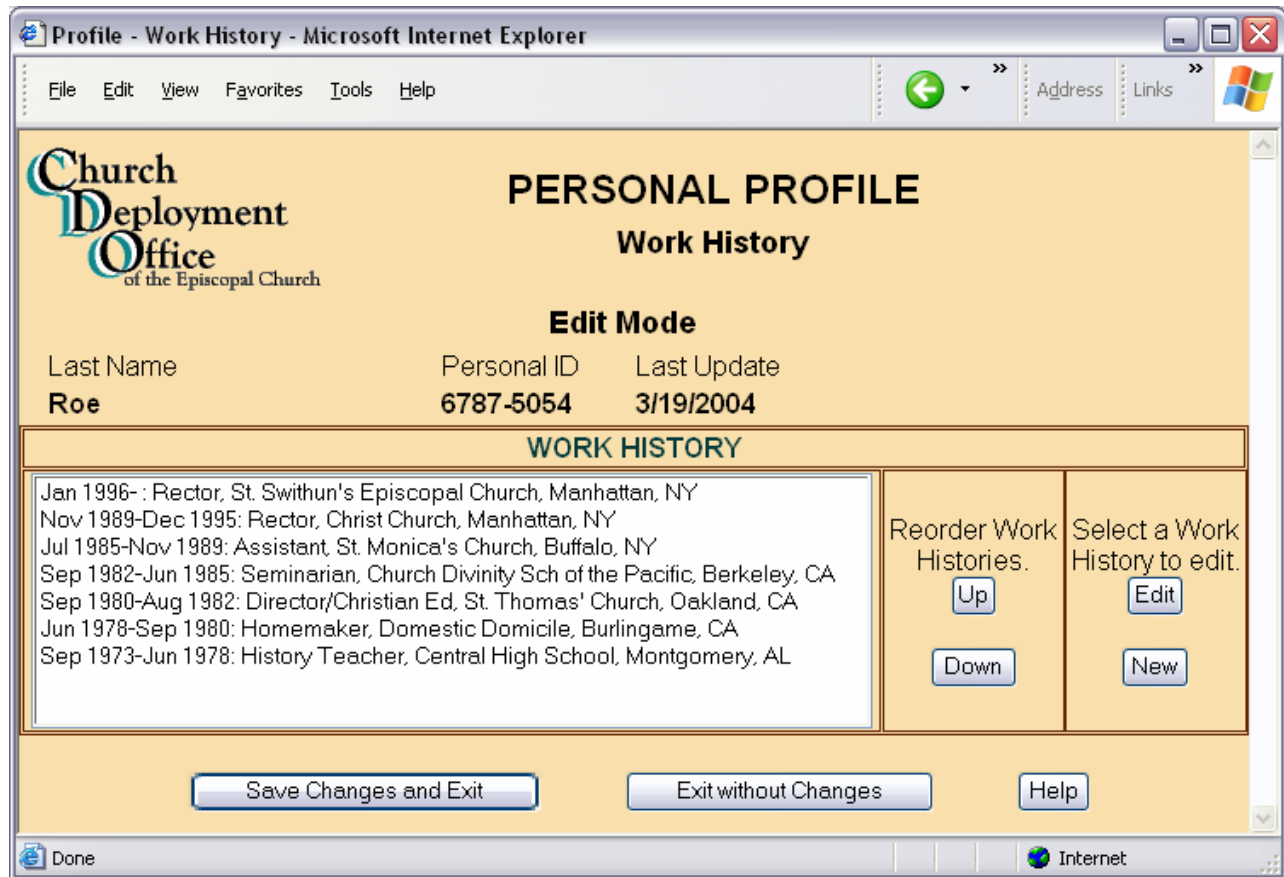 Profile - Work History - Microsoft Internet Explorer
File Edit View Favorites Tools Help
» Address Links »
Church
Deployment
Office
of the Episcopal Church
PERSONAL PROFILE
Work History
Edit Mode
Last Name Personal ID Last Update
Roe 6787-5054 3/19/2004
WORK HISTORY
Jan 1996- : Rector, St. Swithun's Episcopal Church, Manhattan, NY
Nov 1989-Dec 1995: Rector, Christ Church, Manhattan, NY
Jul 1985-Nov 1989: Assistant, St. Monica's Church, Buffalo, NY
Sep 1982-Jun 1985: Seminarian, Church Divinity Sch of the Pacific, Berkeley, CA
Sep 1980-Aug 1982: Director/Christian Ed, St. Thomas' Church, Oakland, CA
Jun 1978-Sep 1980: Homemaker, Domestic Domicile, Burlingame, CA
Sep 1973-Jun 1978: History Teacher, Central High School, Montgomery, AL
Reorder Work
Histories.
Up
Down
Select a Work
History to edit.
Edit
New
Save Changes and Exit Exit without Changes Help
Done Internet